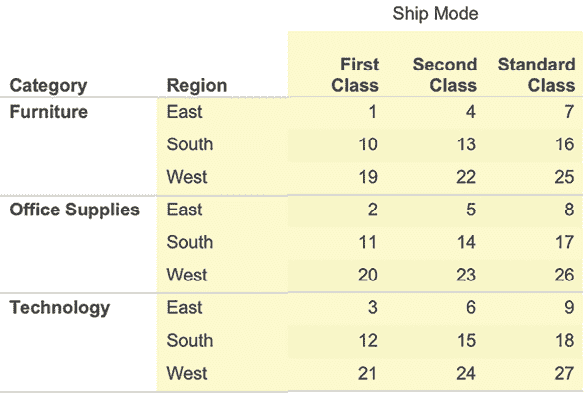 Ship Mode
First Second Standard
Category Region Class Class Class
Furniture East 1 4 7
South 10 13 16
West 19 22 25
Office Supplies East 2 5 8
South 11 14 17
West 20 23 26
Technology East 3 6 9
South 12 15 18
West 21 24 27